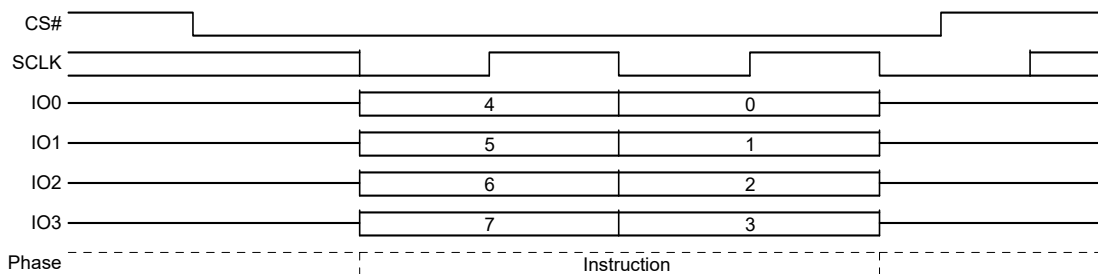 CS#
SCLK
IO0 4 0
IO1 5 1
IO2 6 2
IO3 7 3
Phase Instruction